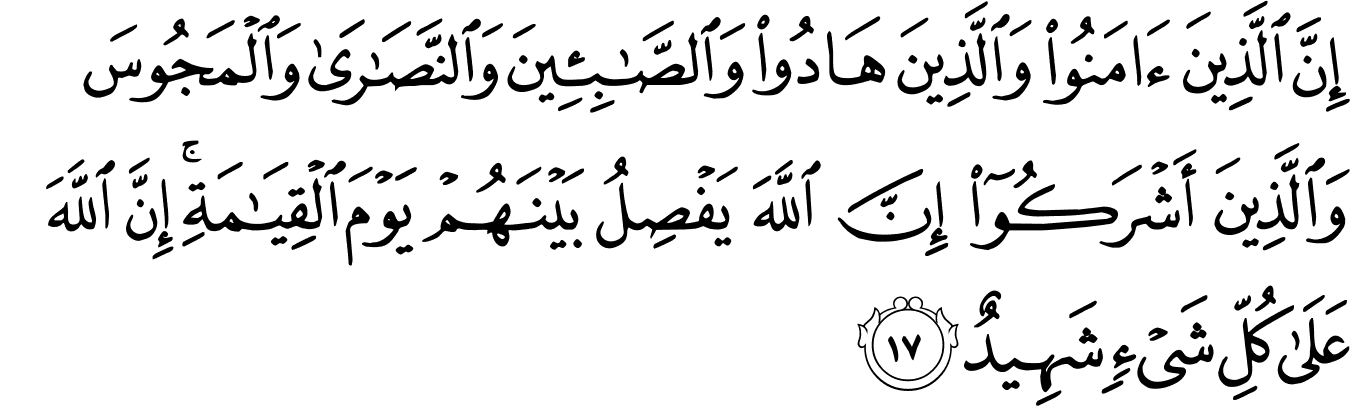 إِنَّ ٱلَّذِينَ ءَامَنُوا۟ وَٱلَّذِينَ هَادُوا۟ وَٱلصَّـٰبِـِٔينَ وَٱلنَّصَـٰرَىٰ وَٱلْمَجُوسَ
وَٱلَّذِينَ أَشْرَكُوٓا۟ إِنَّ ٱللَّهَ يَفْصِلُ بَيْنَهُمْ يَوْمَ ٱلْقِيَـٰمَةِ ۚ إِنَّ ٱللَّهَ
عَلَىٰ كُلِّ شَىْءٍ شَهِيدٌ ١٧